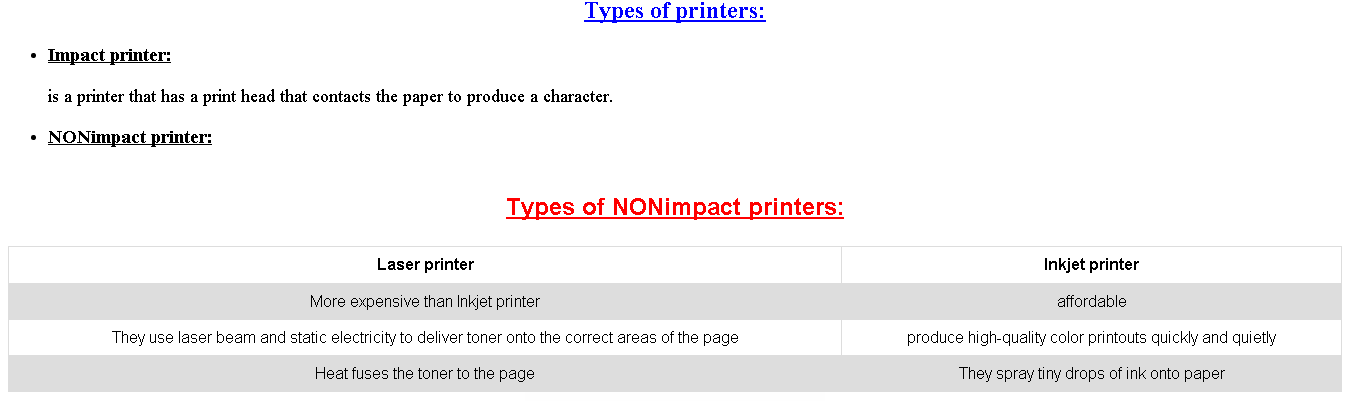 Types of printers:
• Impact printer:
is a printer that has a print head that contacts the paper to produce a character.
• NONimpact printer:
Types of NONimpact printers:
Laser printer Inkjet printer
More expensive than Inkjet printer affordable
They use laser beam and static electricity to deliver toner onto the correct areas of the page produce high-quality color printouts quickly and quietly
Heat fuses the toner to the page They spray tiny drops of ink onto paper